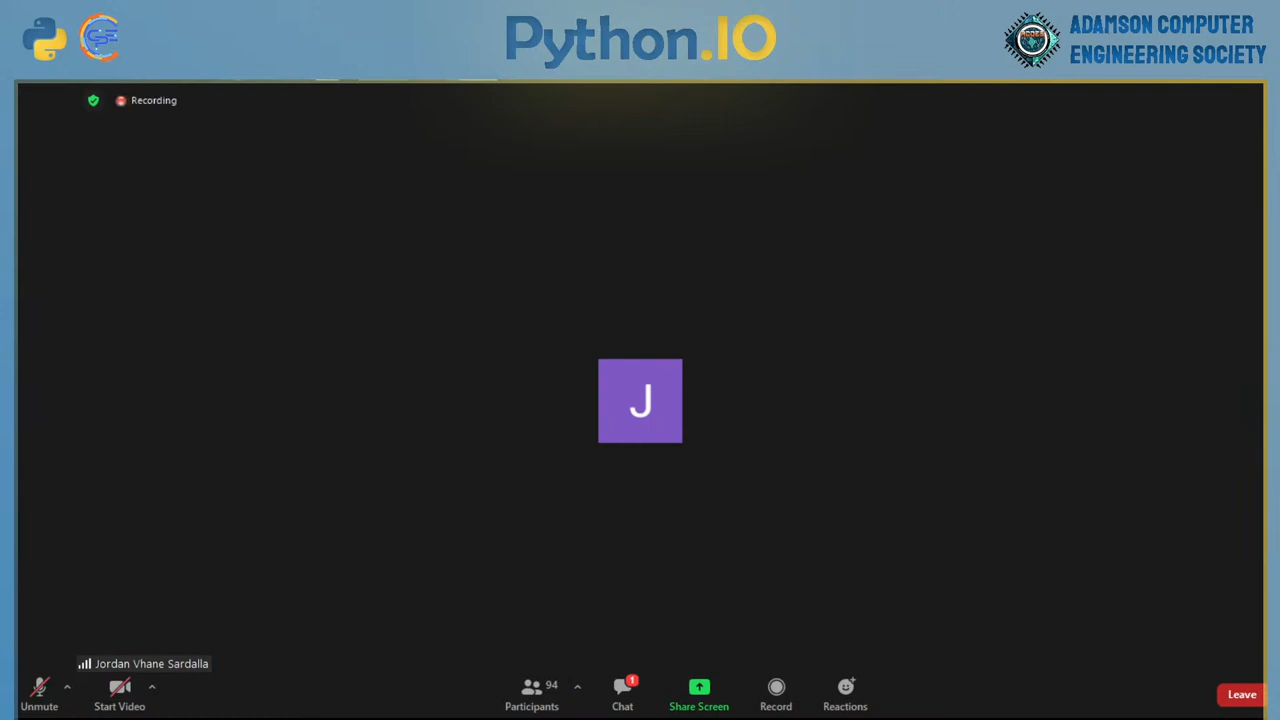 Python.IO
ADAMSON COMPUTER
ENGINEERING SOCIETY
Recording
J
Jordan Vhane Sardalla
Unmute
Start Video
94
Participants
1
Chat
Share Screen
Record
Reactions
Leave